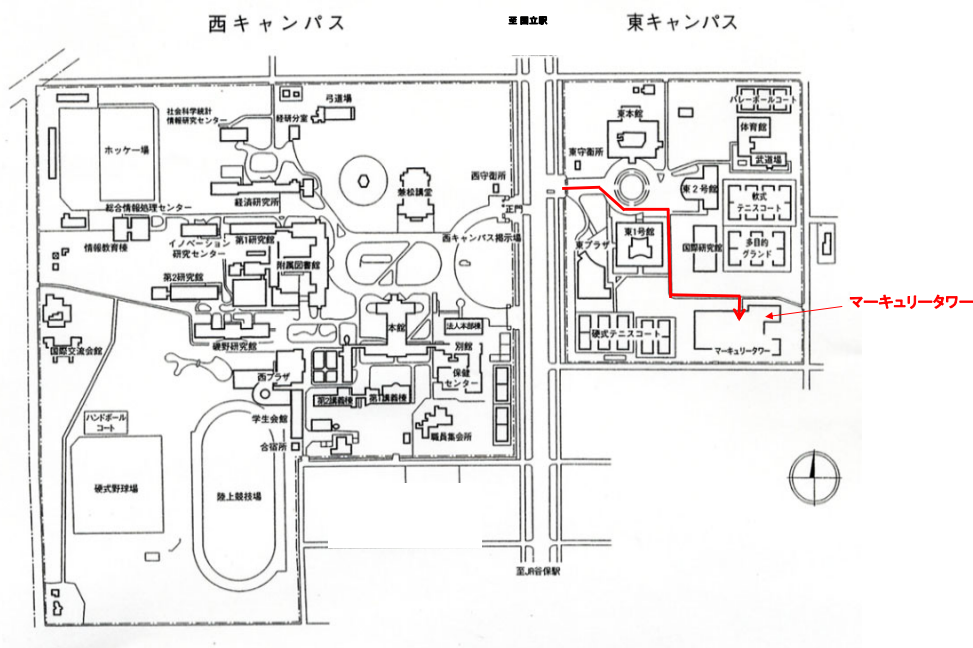 西キャンパス
至 国立駅
東キャンパス
社会科学統計
情報研究センター
経研分室
弓道場
ホッケー場
経済研究所
兼松講堂
西守衛所
正門
総合情報処理センター
情報教育棟
イノベーション
研究センター
第1研究館
附属図書館
西キャンパス掲示場
第2研究館
国際交流会館
磯野研究館
本館
法人本部棟
別館
保健
センター
西プラザ
第2講義棟
第1講義棟
学生会館
合宿所
職員集会所
ハンドボール
コート
硬式野球場
陸上競技場
至JR谷保駅
東本館
バレーボールコート
体育館
武道場
東守衛所
東2号館
軟式
テニスコート
東1号館
東プラザ
国際研究館
多目的
グランド
硬式テニスコート
マーキュリータワー
マーキュリータワー